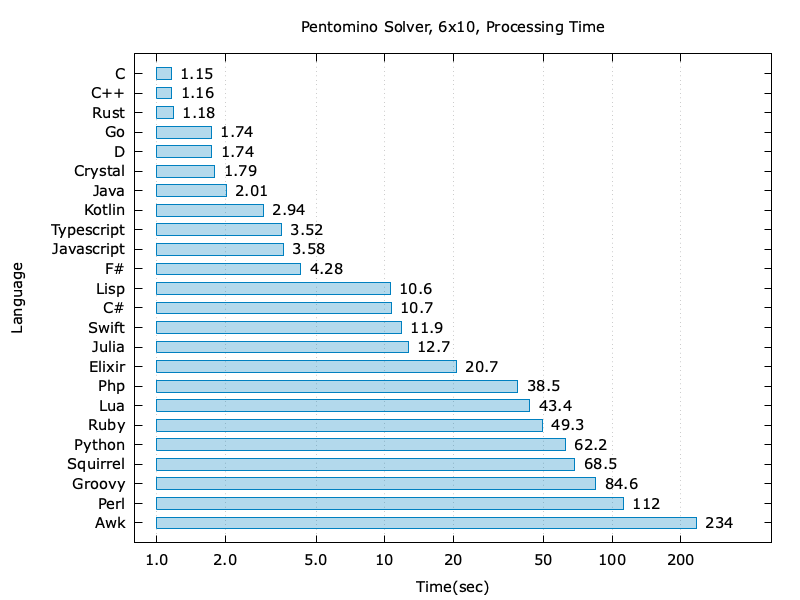 Pentomino Solver, 6x10, Processing Time
C 1.15
C++ 1.16
Rust 1.18
Go 1.74
D 1.74
Crystal 1.79
Java 2.01
Kotlin 2.94
Typescript 3.52
Javascript 3.58
F# 4.28
Lisp 10.6
C# 10.7
Swift 11.9
Julia 12.7
Elixir 20.7
Php 38.5
Lua 43.4
Ruby 49.3
Python 62.2
Squirrel 68.5
Groovy 84.6
Perl 112
Awk 234
Language
1.0 2.0 5.0 10 20 50 100 200
Time(sec)